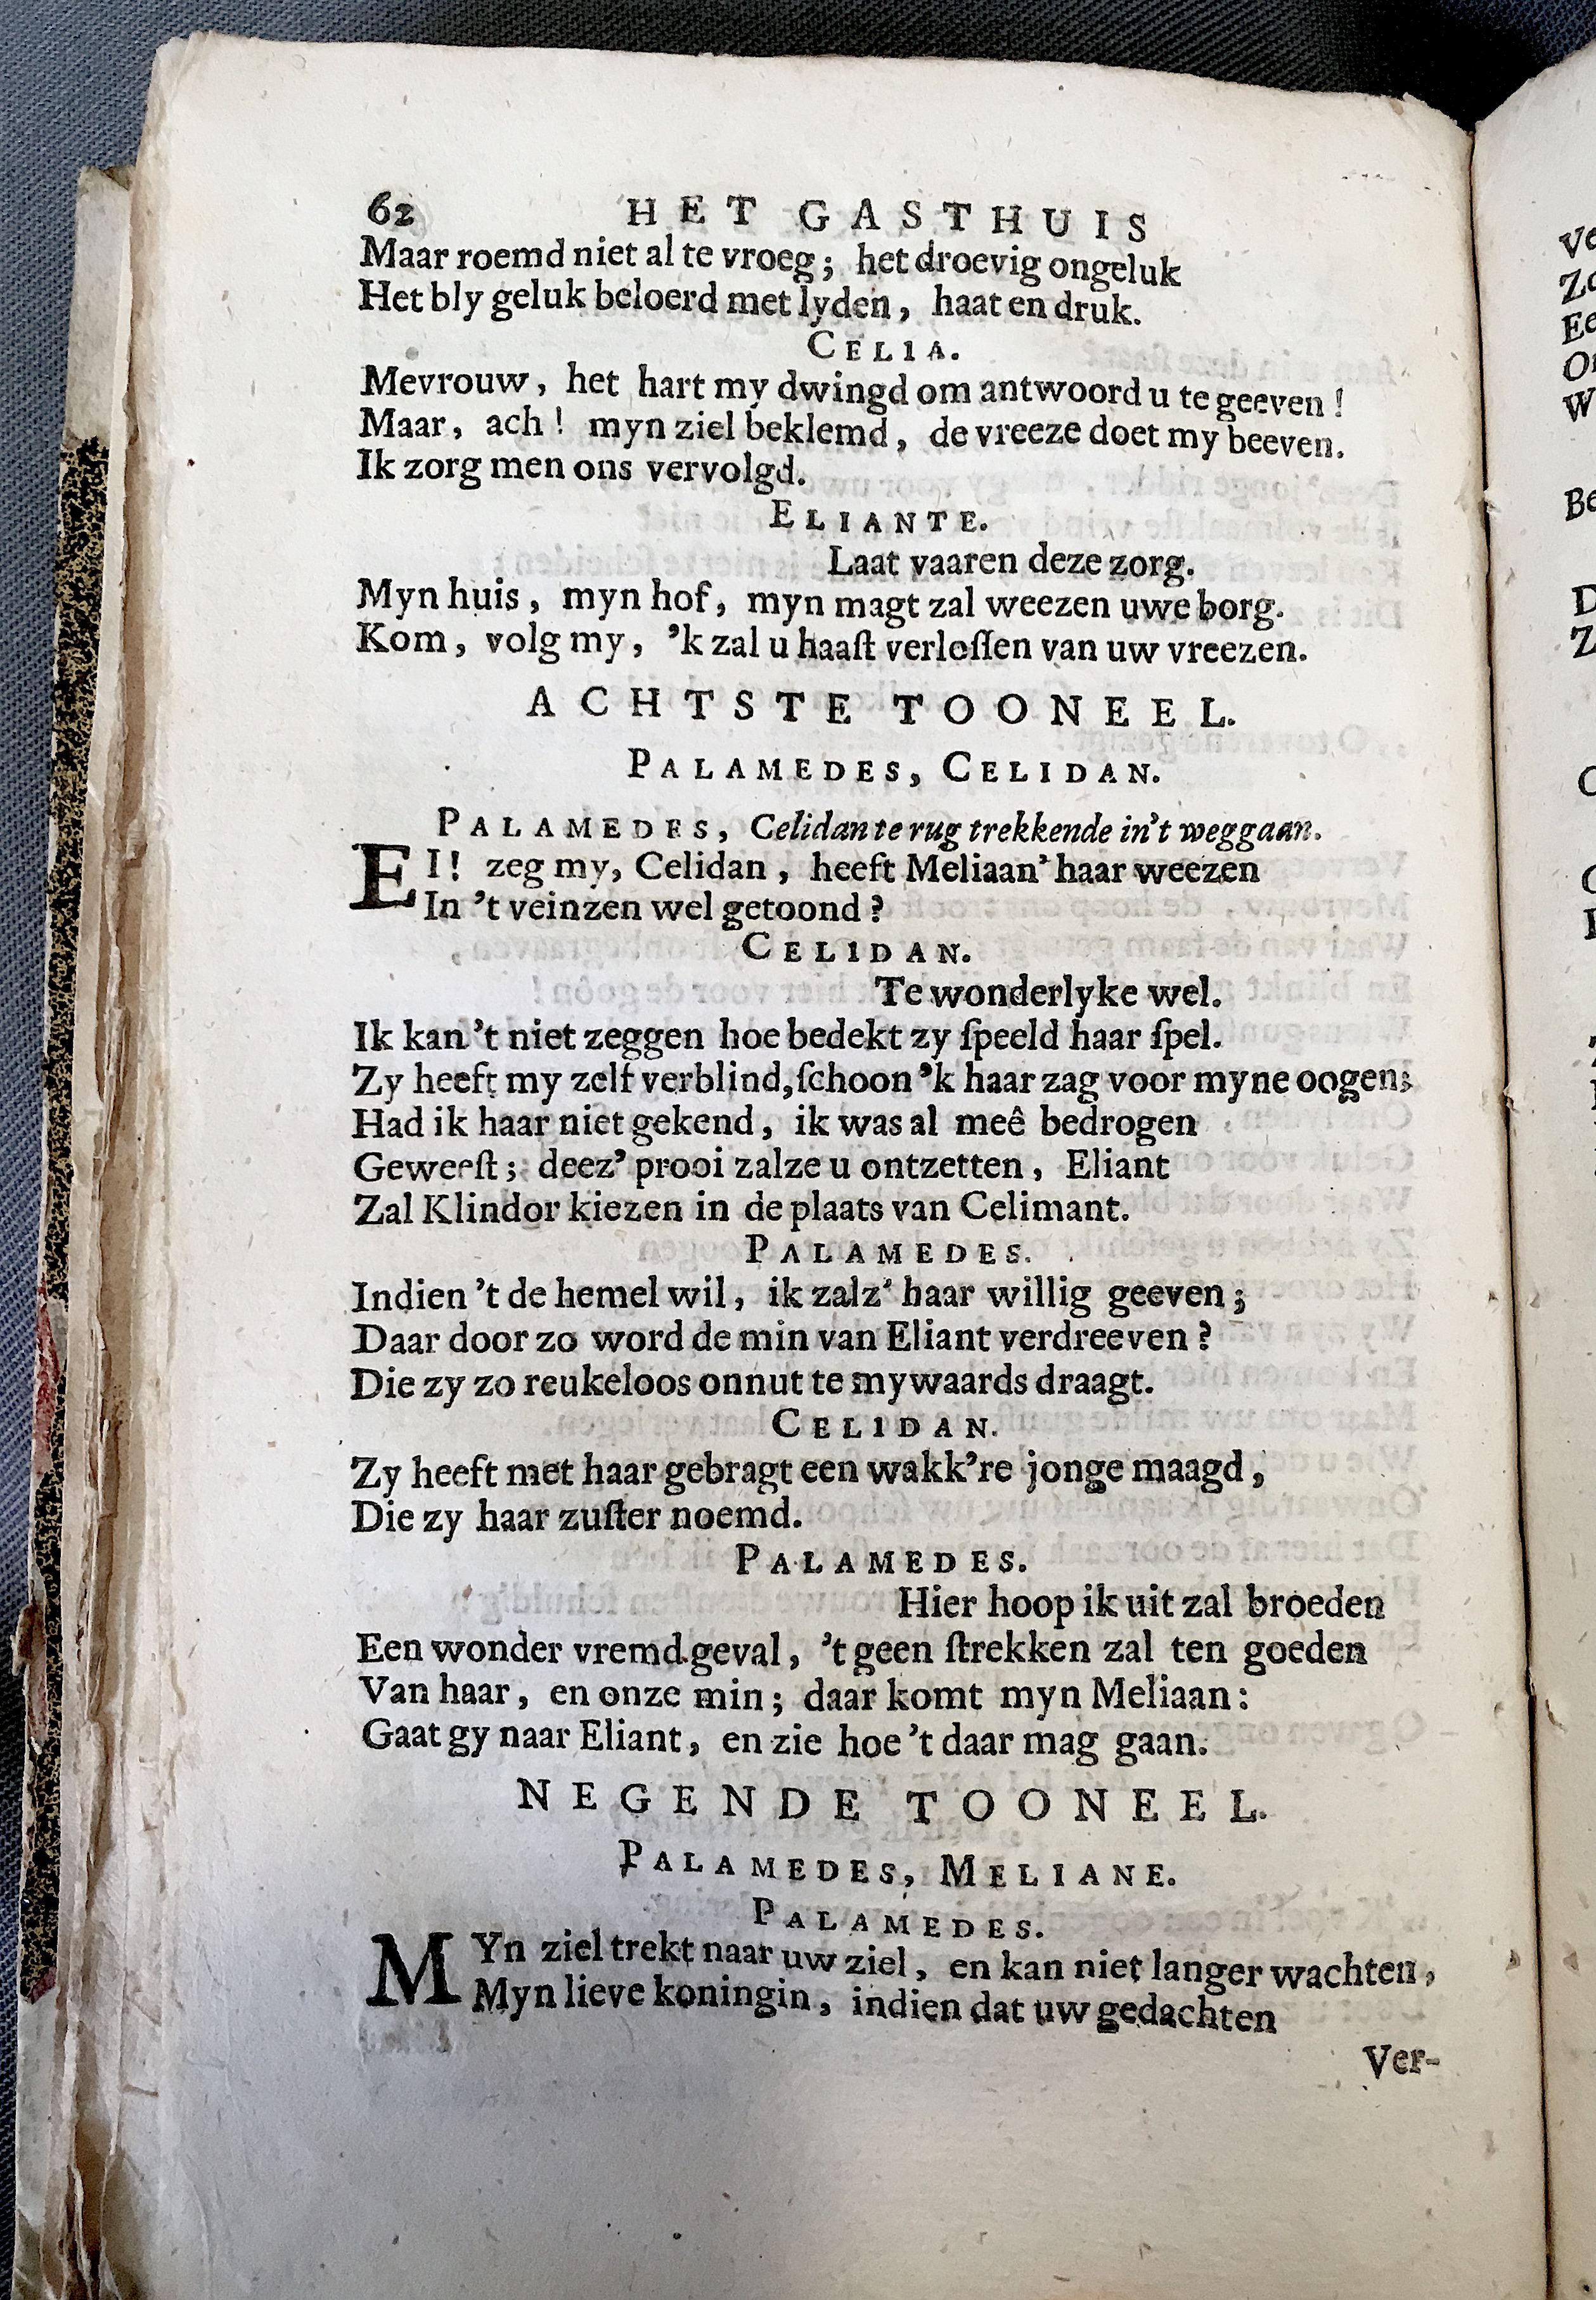 62 HET GASTHUIS
Maar roemd niet al te vroeg; het droevig ongeluk
Het bly geluk beloerd met lyden, haat en druk.
CELIA.
Mevrouw, het hart my dwingd om antwoord u te geeven!
Maar, ach! myn ziel beklemd, de vreeze doet my beeven.
Ik zorg men ons vervolgd.
ELIANTE.
Laat vaaren deze zorg.
Myn huis, myn hof, myn magt zal weezen uwe borg.
Kom, volg my, 'k zal u haaſt verloſſen van uw vreezen.
ACHTSTE TOONEEL.
PALAMEDES, CELIDAN.
PALAMEDES, Celidan te rug trekkende in't weggaan.
EI! zeg my, Celidan, heeft Meliaan' haar weezen
In 't veinzen wel getoond?
CELIDAN.
Te wonderlyke wel.
Ik kan 't niet zeggen hoe bedekt zy ſpeeld haar ſpel.
Zy heeft my zelf verblind, ſchoon 'k haar zag voor myne oogen;
Had ik haar niet gekend, ik was al meê bedrogen
Geweeſt; deez' prooi zalze u ontzetten, Eliant
Zal Klindor kiezen in de plaats van Celimant.
PALAMEDES.
Indien 't de hemel wil, ik zalz' haar willig geeven;
Daar door zo word de min van Eliant verdreeven?
Die zy zo reukeloos onnut te mywaards draagt.
CELIDAN.
Zy heeft met haar gebragt een wakk're jonge maagd,
Die zy haar zuſter noemd.
PALAMEDES.
Hier hoop ik uit zal broeden
Een wonder vremd geval, 't geen ſtrekken zal ten goeden
Van haar, en onze min; daar komt myn Meliaan:
Gaat gy naar Eliant, en zie hoe 't daar mag gaan.
NEGENDE TOONEEL.
PALAMEDES, MELIANE.
PALAMEDES.
MYn ziel trekt naar uw ziel, en kan niet langer wachten,
Myn lieve koningin, indien dat uw gedachten
Ver-